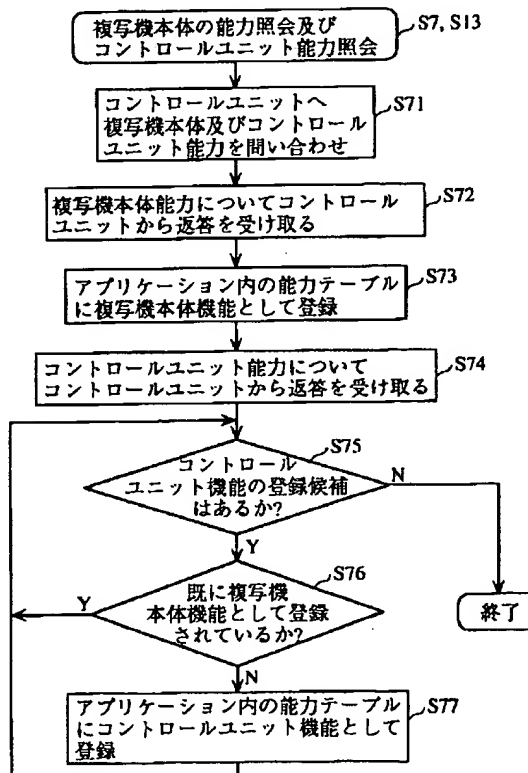 複写機本体の能力照会及び
コントロールユニット能力照会
S7, S13
コントロールユニットへ
複写機本体及びコントロール
ユニット能力を問い合わせ
S71
複写機本体能力についてコントロール
ユニットから返答を受け取る
S72
アプリケーション内の能力テーブル
に複写機本体機能として登録
S73
コントロールユニット能力について
コントロールユニットから返答を受け取る
S74
コントロール
ユニット機能の登録候補
はあるか?
S75
N
Y
既に複写機
本体機能として登録
されているか?
S76
Y
N
終了
アプリケーション内の能力テーブル
にコントロールユニット機能として
登録
S77